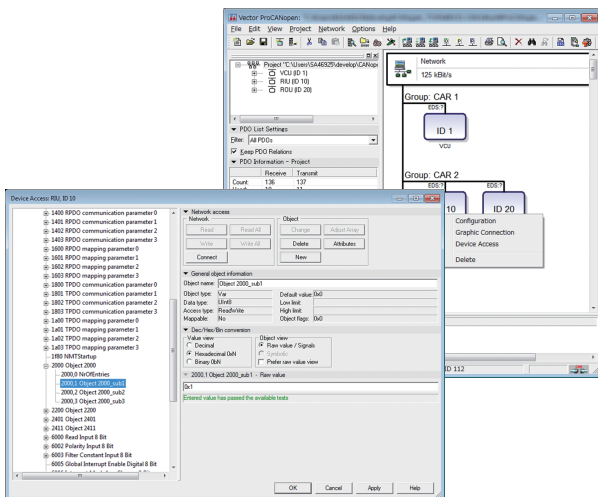 Vector ProCANopen:
File Edit View Project Network Options Help
Project "C:\Users\SA46925\develop\CANope
VCU (ID 1)
RIU (ID 10)
ROU (ID 20)
PDO List Settings
Filter: All PDOs
Keep PDO Relations
PDO Information - Project
Receive Transmit
Count: 136 137
Network
125 kBit/s
Group: CAR 1
EDS:?
ID 1
VCU
Group: CAR 2
EDS:? EDS:?
10 ID 20
Configuration
Graphic Connection
Device Access
Delete
ID 112
Device Access: RIU, ID 10
1400 RPDO communication parameter 0
1401 RPDO communication parameter 1
1402 RPDO communication parameter 2
1403 RPDO communication parameter 3
1600 RPDO mapping parameter 0
1601 RPDO mapping parameter 1
1602 RPDO mapping parameter 2
1603 RPDO mapping parameter 3
1800 TPDO communication parameter 0
1801 TPDO communication parameter 1
1802 TPDO communication parameter 2
1803 TPDO communication parameter 3
1a00 TPDO mapping parameter 0
1a01 TPDO mapping parameter 1
1a02 TPDO mapping parameter 2
1a03 TPDO mapping parameter 3
1f80 NMTStartup
2000 Object 2000
2000,0 NrOfEntries
2000,1 Object 2000_sub1
2000,2 Object 2000_sub2
2000,3 Object 2000_sub3
2200 Object 2200
2401 Object 2401
2411 Object 2411
6000 Read Input 8 Bit
6002 Polarity Input 8 Bit
6003 Filter Constant Input 8 Bit
6005 Global Interrupt Enable Digital 8 Bit
Network access
Network
Read Read All
Write Write All
Connect
Object
Change Adjust Array
Delete Attributes
New
General object information
Object name: Object 2000_sub1
Object type: Var Default value: 0x0
Data type: UInt8 Low limit:
Access type: ReadWrite High limit:
Mappable: No Object flags: 0x0
Dec/Hex/Bin conversion
Value view
Decimal
Hexadecimal 0xN
Binary 0bN
Object view
Raw value / Signals
Symbolic
Prefer raw value view
2000,1 Object 2000_sub1 - Raw value
0x1
Entered value has passed the available tests
OK Cancel Apply Help